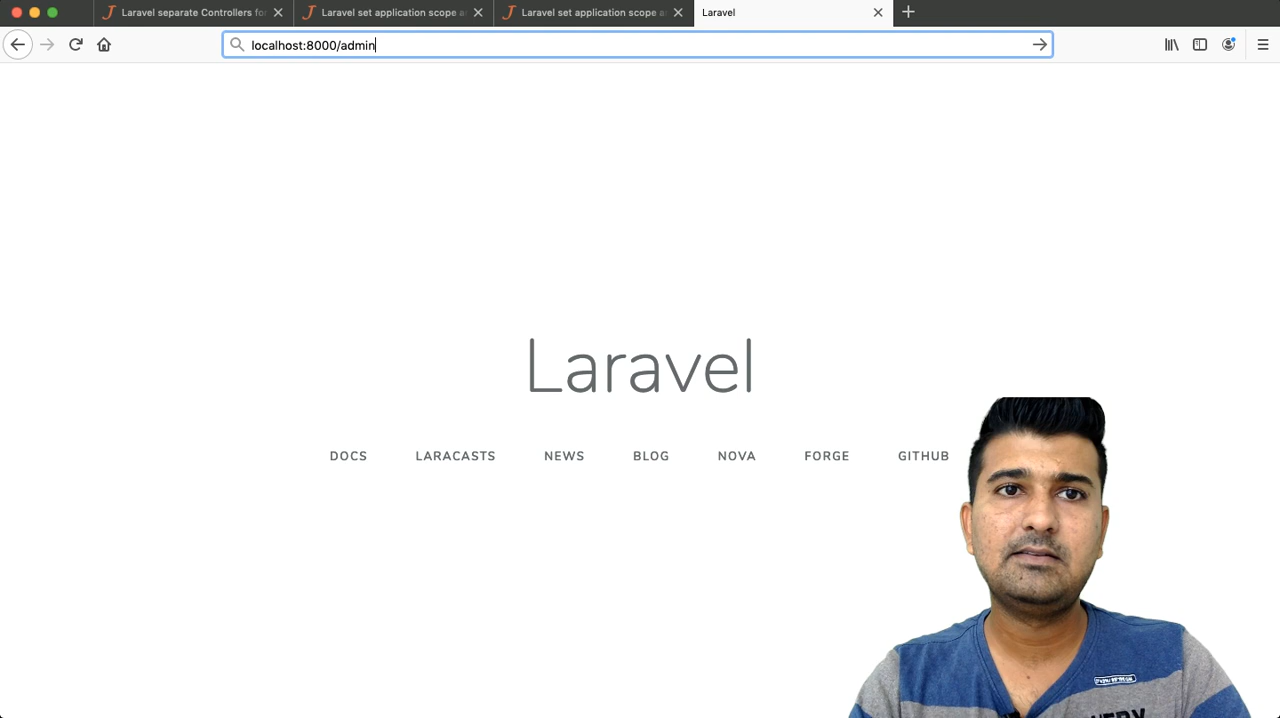 Laravel separate Controllers for
Laravel set application scope a
Laravel set application scope a
Laravel
localhost:8000/admin
Laravel
DOCS
LARACASTS
NEWS
BLOG
NOVA
FORGE
GITHUB